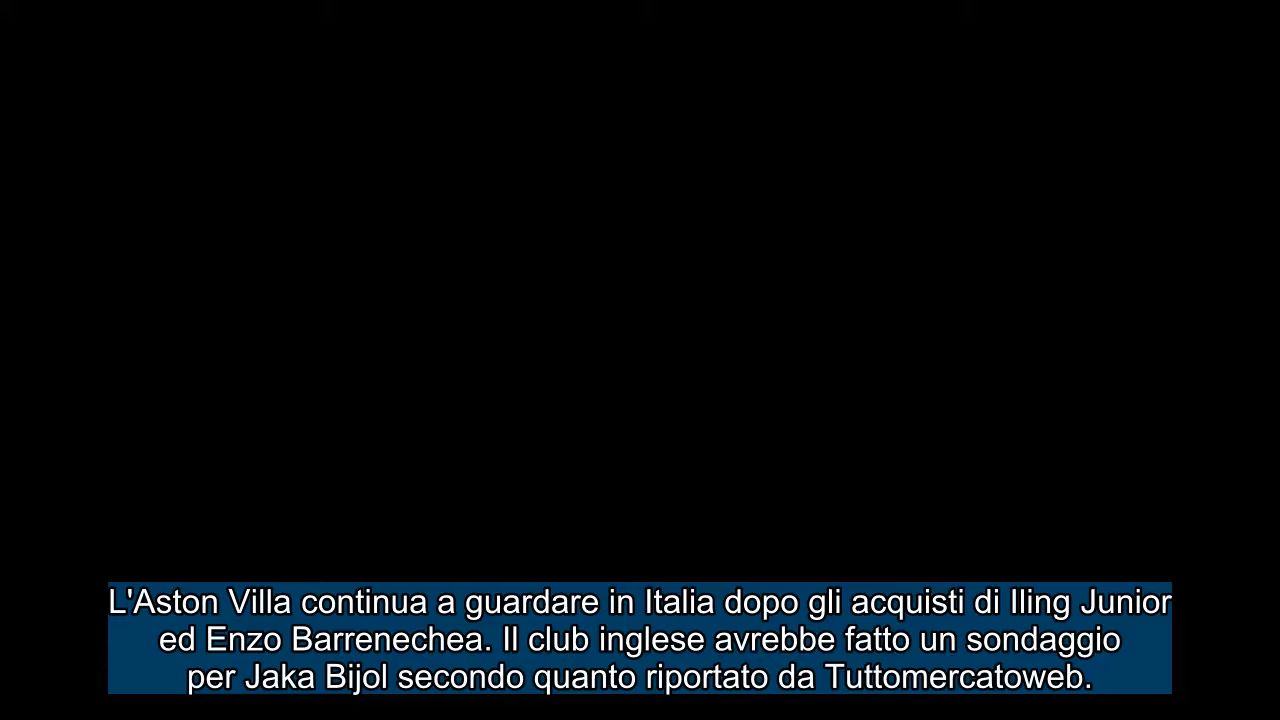 L'Aston Villa continua a guardare in Italia dopo gli acquisti di Iling Junior
ed Enzo Barrenechea. Il club inglese avrebbe fatto un sondaggio
per Jaka Bijol secondo quanto riportato da Tuttomercatoweb.